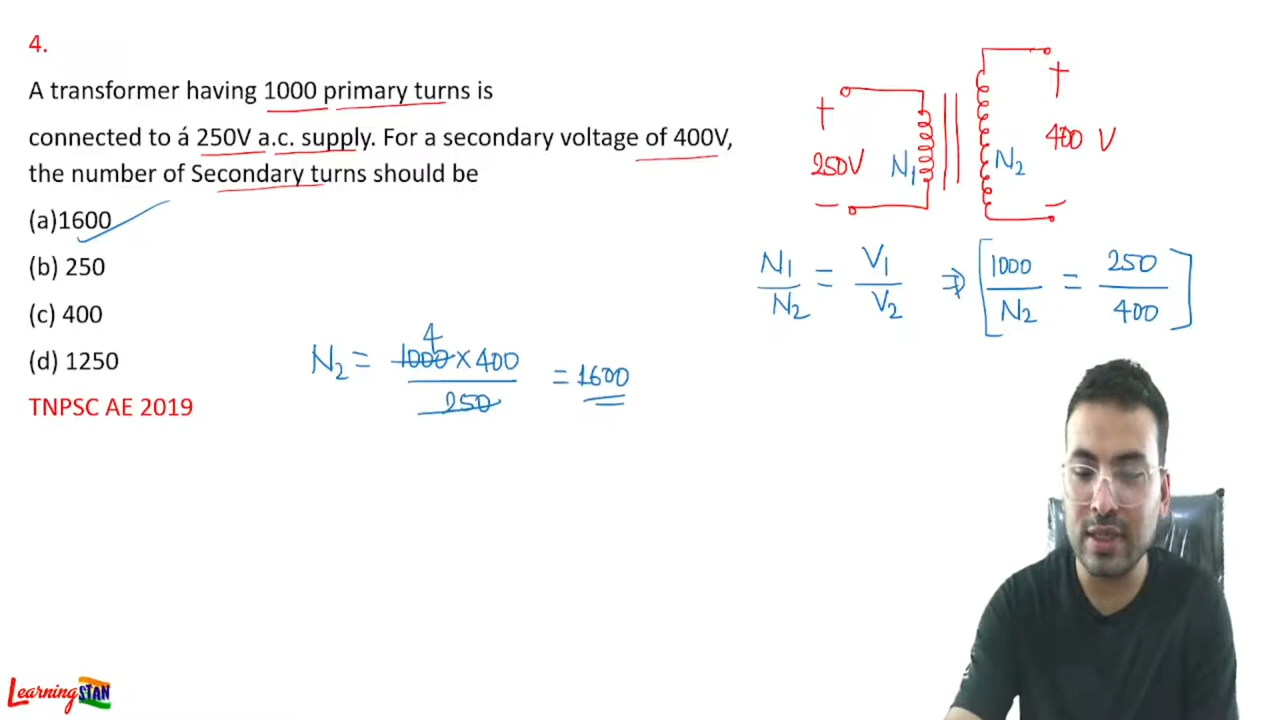 4.
A transformer having 1000 primary turns is
connected to á 250V a.c. supply. For a secondary voltage of 400V,
the number of Secondary turns should be
(a)1600
(b) 250
(c) 400
(d) 1250
TNPSC AE 2019
+
250V
−
N₁
N₂
+
400 V
−
N₁/N₂ = V₁/V₂ ⇒ [1000/N₂ = 250/400]
4
N₂ = 1000×400/250 = 1600
LearningSTAN